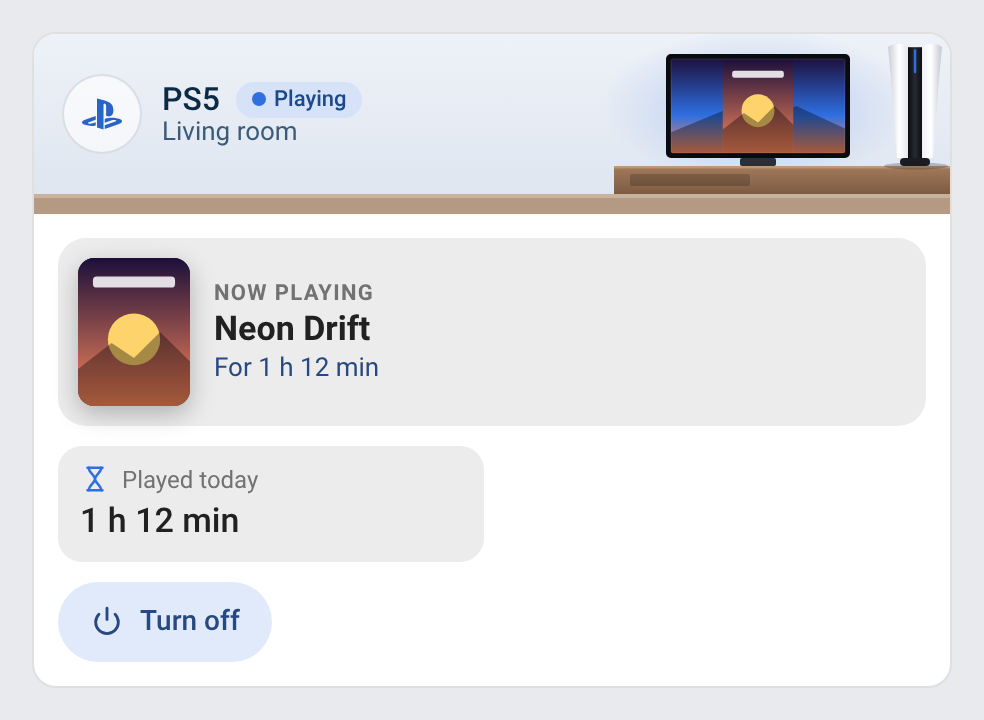 PS5
Playing
Living room
NOW PLAYING
Neon Drift
For 1 h 12 min
Played today
1 h 12 min
Turn off